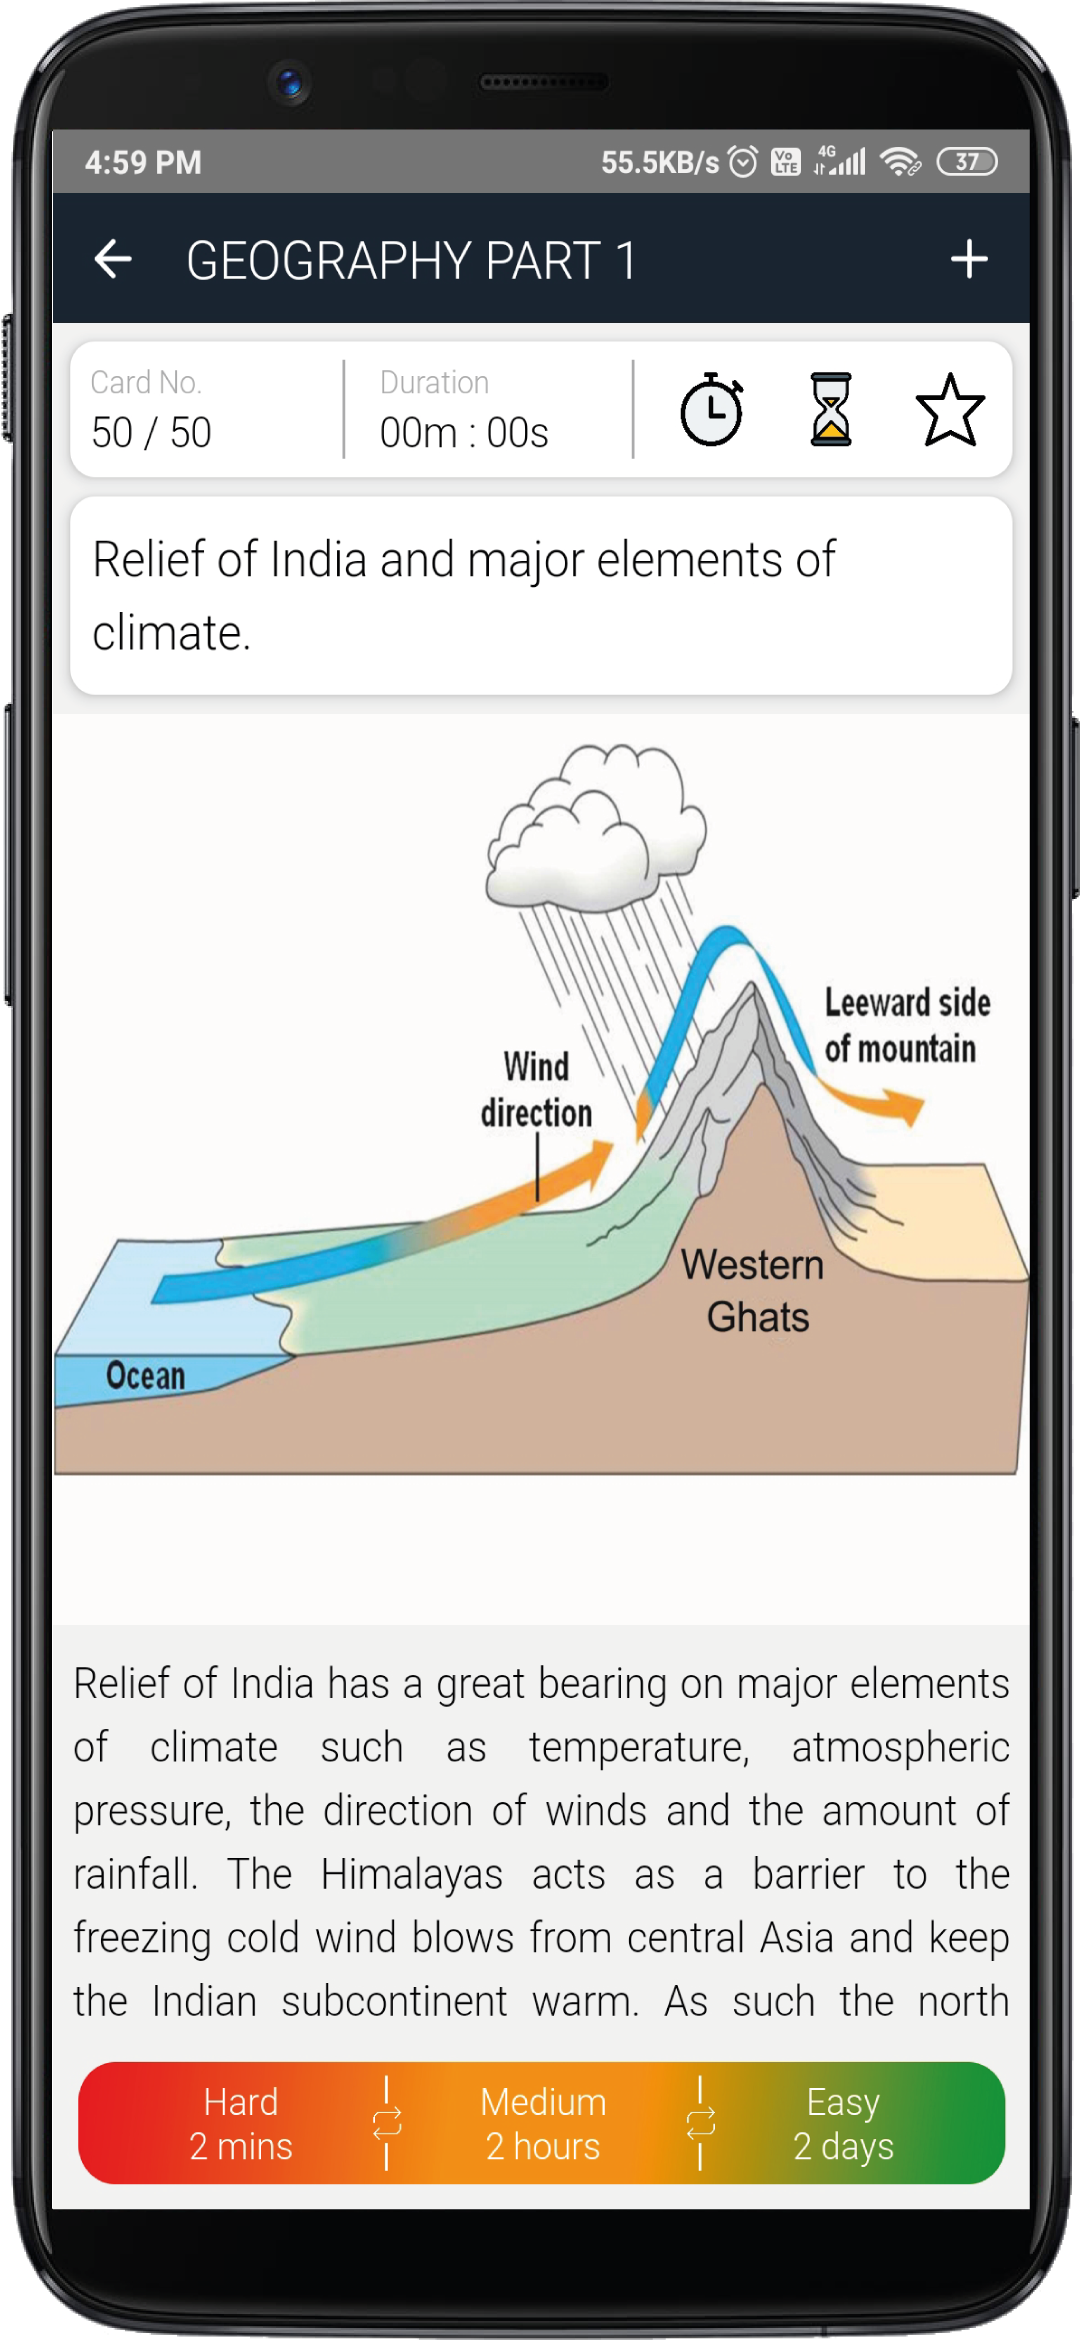 4:59 PM 55.5KB/s Vo LTE 4G 37
GEOGRAPHY PART 1
Card No. Duration
50 / 50 00m : 00s
Relief of India and major elements of
climate.
Leeward side
of mountain
Wind
direction
Western
Ghats
Ocean
Relief of India has a great bearing on major elements
of climate such as temperature, atmospheric
pressure, the direction of winds and the amount of
rainfall. The Himalayas acts as a barrier to the
freezing cold wind blows from central Asia and keep
the Indian subcontinent warm. As such the north
Hard Medium Easy
2 mins 2 hours 2 days